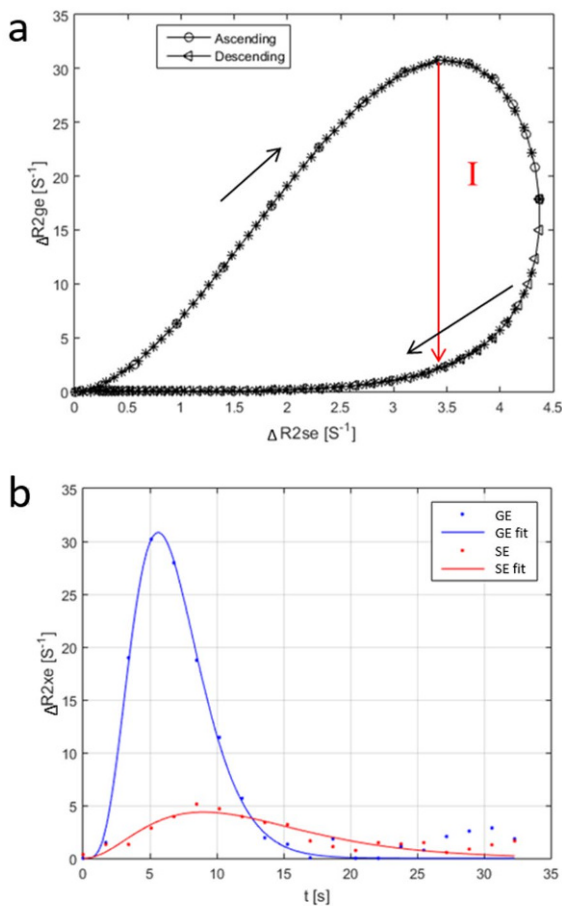 a
Ascending
Descending
ΔR2ge [S⁻¹]
35
30
25
20
15
10
5
0
I
0 0.5 1 1.5 2 2.5 3 3.5 4 4.5
ΔR2se [S⁻¹]
b
GE
GE fit
SE
SE fit
ΔR2xe [S⁻¹]
35
30
25
20
15
10
5
0
0 5 10 15 20 25 30 35
t [s]